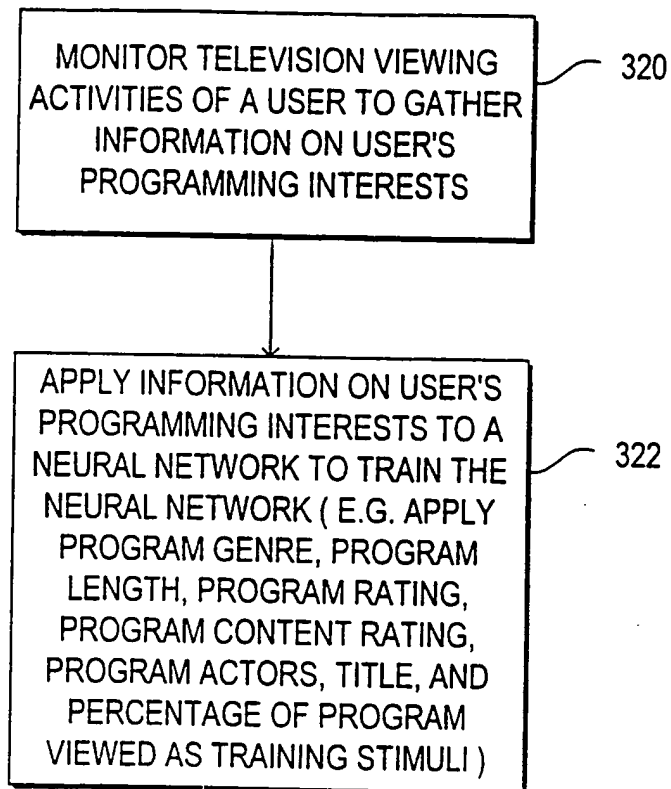 MONITOR TELEVISION VIEWING
ACTIVITIES OF A USER TO GATHER
INFORMATION ON USER'S
PROGRAMMING INTERESTS
320
APPLY INFORMATION ON USER'S
PROGRAMMING INTERESTS TO A
NEURAL NETWORK TO TRAIN THE
NEURAL NETWORK ( E.G. APPLY
PROGRAM GENRE, PROGRAM
LENGTH, PROGRAM RATING,
PROGRAM CONTENT RATING,
PROGRAM ACTORS, TITLE, AND
PERCENTAGE OF PROGRAM
VIEWED AS TRAINING STIMULI )
322